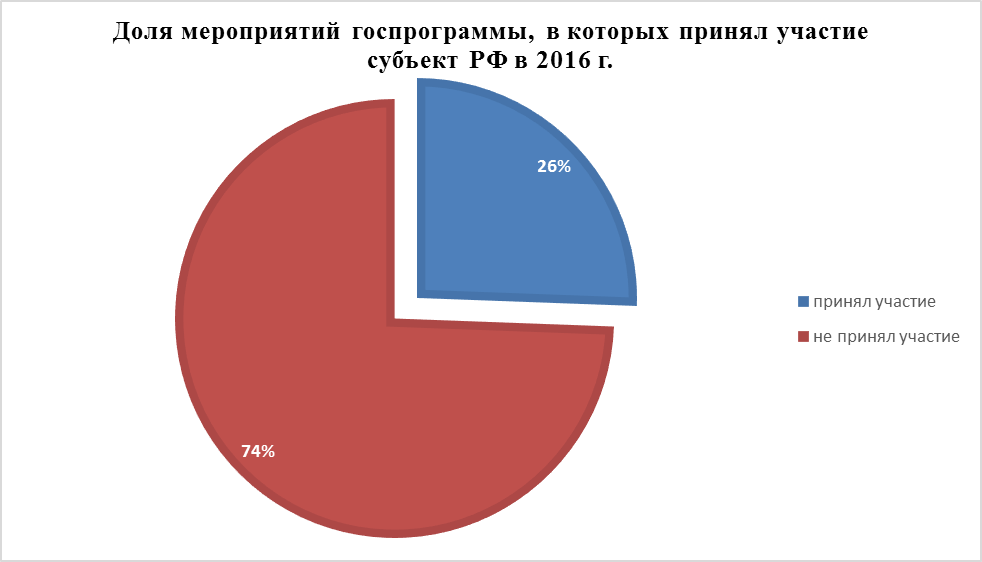 Доля мероприятий госпрограммы, в которых принял участие
субъект РФ в 2016 г.
26%
принял участие
не принял участие
74%